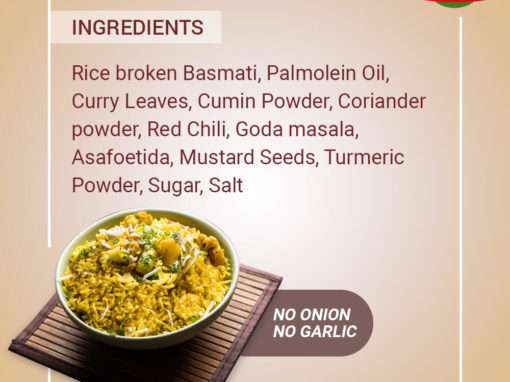 INGREDIENTS
Rice broken Basmati, Palmolein Oil,
Curry Leaves, Cumin Powder, Coriander
powder, Red Chili, Goda masala,
Asafoetida, Mustard Seeds, Turmeric
Powder, Sugar, Salt
NO ONION
NO GARLIC